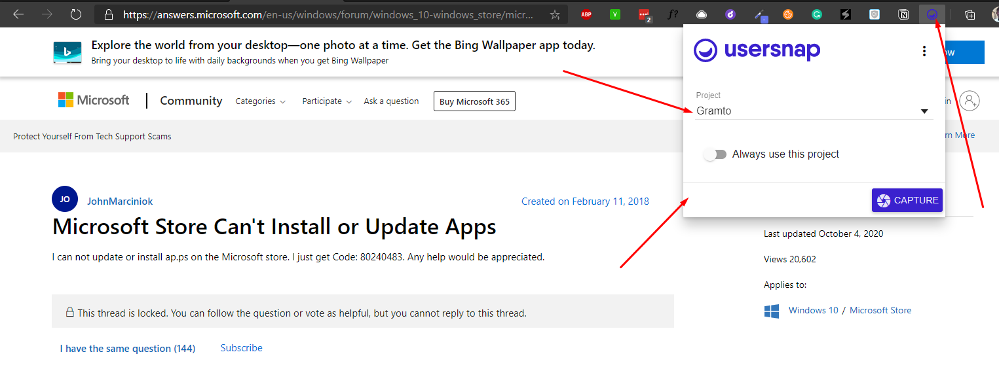 https://answers.microsoft.com/en-us/windows/forum/windows_10-windows_store/micr...
ABP
V
2
f?
Explore the world from your desktop—one photo at a time. Get the Bing Wallpaper app today.
Bring your desktop to life with daily backgrounds when you get Bing Wallpaper
ow
usersnap
Project
Gramto
Always use this project
CAPTURE
Microsoft
Community
Categories
Participate
Ask a question
Buy Microsoft 365
in
Protect Yourself From Tech Support Scams
rn More
JO
JohnMarciniok
Created on February 11, 2018
Microsoft Store Can't Install or Update Apps
I can not update or install ap.ps on the Microsoft store. I just get Code: 80240483. Any help would be appreciated.
This thread is locked. You can follow the question or vote as helpful, but you cannot reply to this thread.
I have the same question (144)
Subscribe
Last updated October 4, 2020
Views 20,602
Applies to:
Windows 10 / Microsoft Store